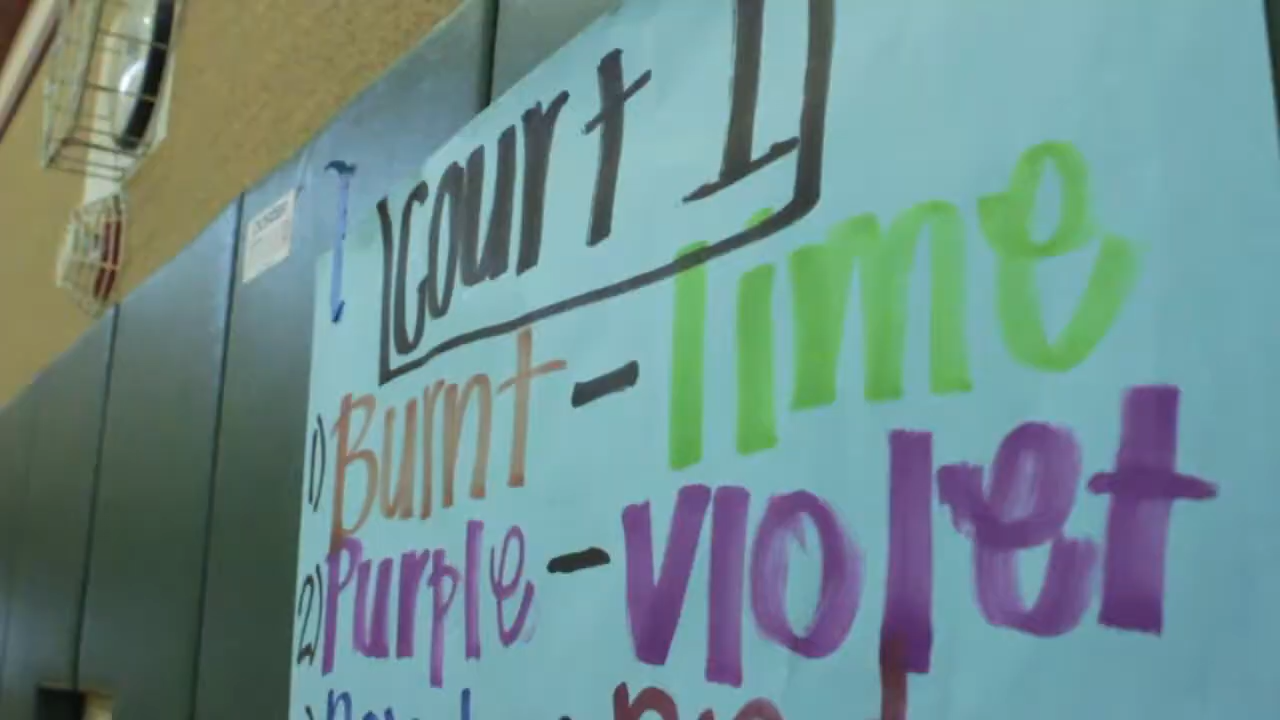 Court 1
1) Burnt - lime
2) Purple - violet